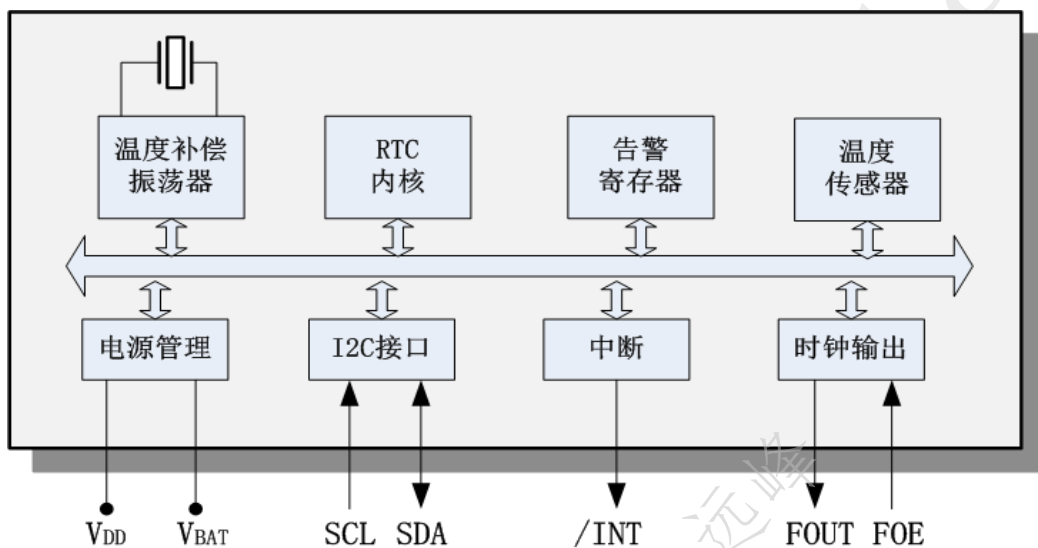 温度补偿
振荡器
RTC
内核
告警
寄存器
温度
传感器
电源管理
I2C接口
中断
时钟输出
VDD VBAT SCL SDA /INT FOUT FOE
远峰